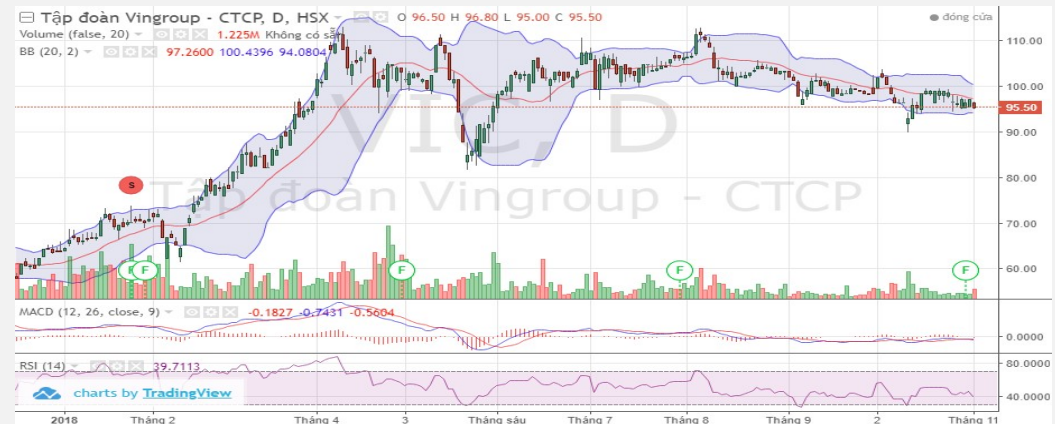 Tập đoàn Vingroup - CTCP, D, HSX O 96.50 H 96.80 L 95.00 C 95.50
đóng cửa
Volume (false, 20) 1.225M Không có sẵ
BB (20, 2) 97.2600 100.4396 94.0804
110.00
100.00
95.50
90.00
80.00
70.00
60.00
VIC, D
Tập đoàn Vingroup - CTCP
S
F F F F F
MACD (12, 26, close, 9) -0.1827 -0.7431 -0.5604
0.0000
RSI (14) 39.7113
80.0000
40.0000
charts by TradingView
2018 Tháng 2 Tháng 4 3 Tháng sáu Tháng 7 Tháng 8 Tháng 9 2 Tháng 11